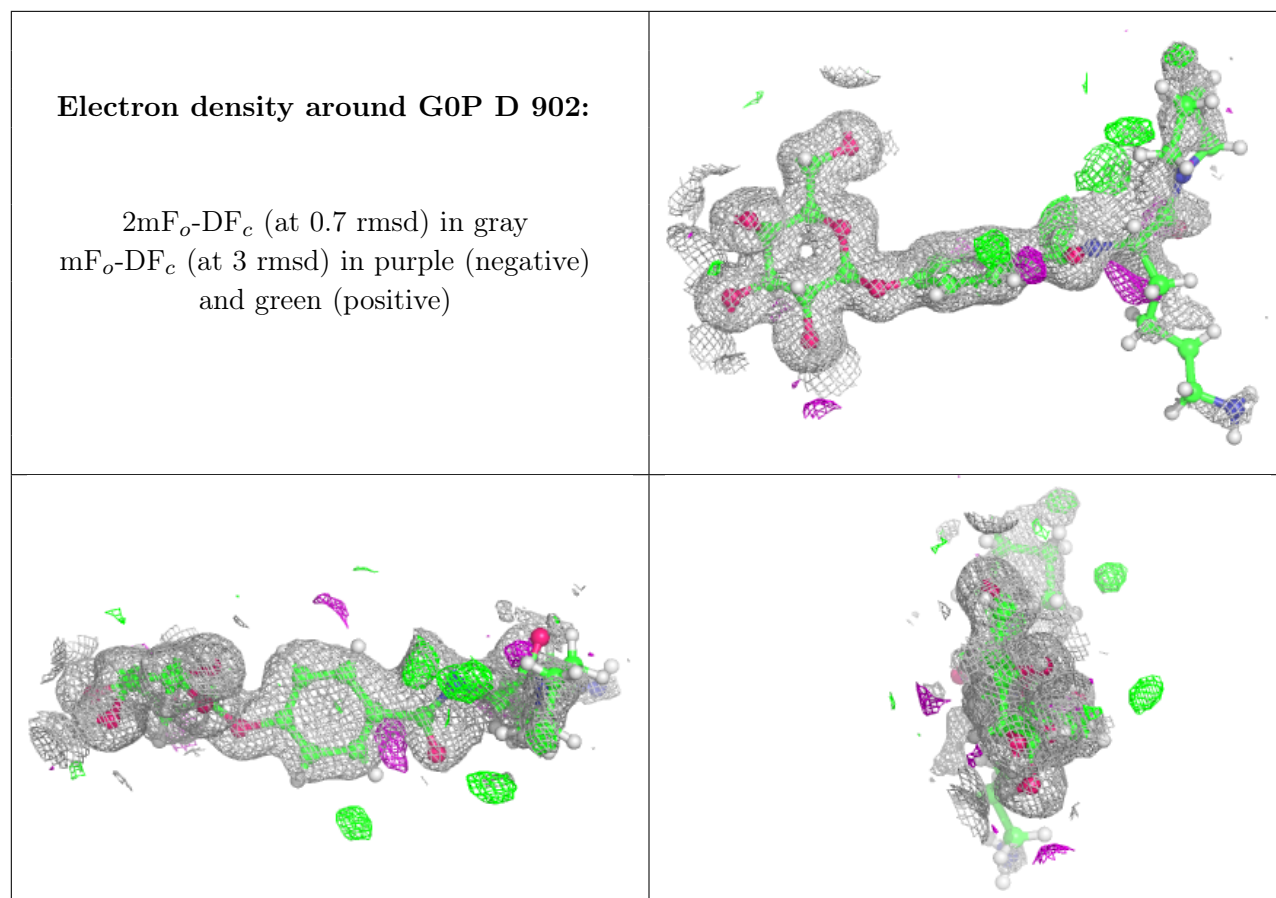 Electron density around G0P D 902:
2mFo-DFc (at 0.7 rmsd) in gray
mFo-DFc (at 3 rmsd) in purple (negative)
and green (positive)